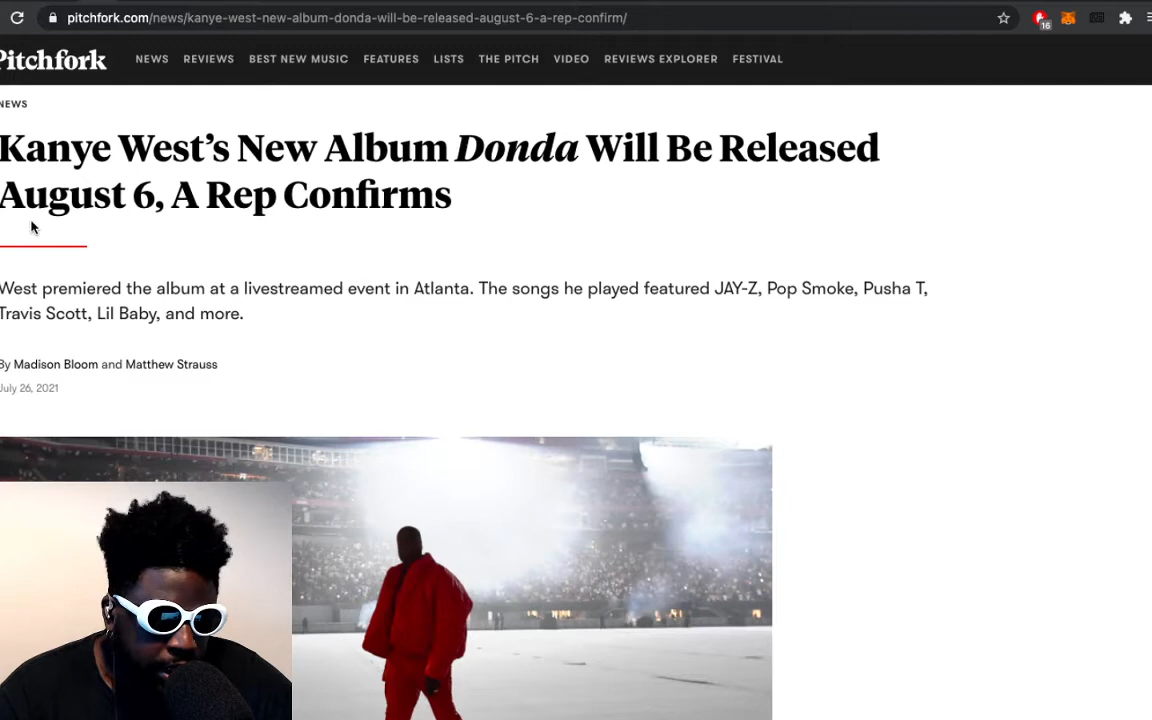 pitchfork.com/news/kanye-west-new-album-donda-will-be-released-august-6-a-rep-confirm/
16
Pitchfork NEWS REVIEWS BEST NEW MUSIC FEATURES LISTS THE PITCH VIDEO REVIEWS EXPLORER FESTIVAL
NEWS
Kanye West’s New Album Donda Will Be Released
August 6, A Rep Confirms
West premiered the album at a livestreamed event in Atlanta. The songs he played featured JAY-Z, Pop Smoke, Pusha T,
Travis Scott, Lil Baby, and more.
By Madison Bloom and Matthew Strauss
July 26, 2021